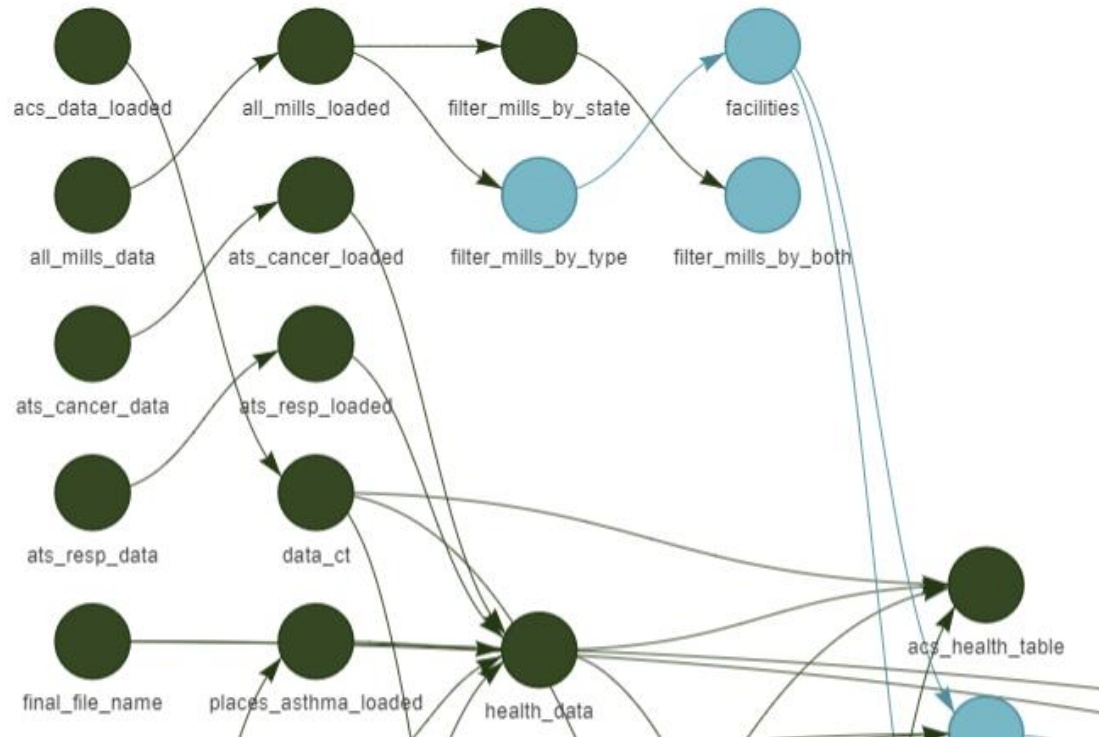 acs_data_loaded
all_mills_loaded
filter_mills_by_state
facilities
all_mills_data
ats_cancer_loaded
filter_mills_by_type
filter_mills_by_both
ats_cancer_data
ats_resp_loaded
ats_resp_data
data_ct
acs_health_table
final_file_name
places_asthma_loaded
health_data